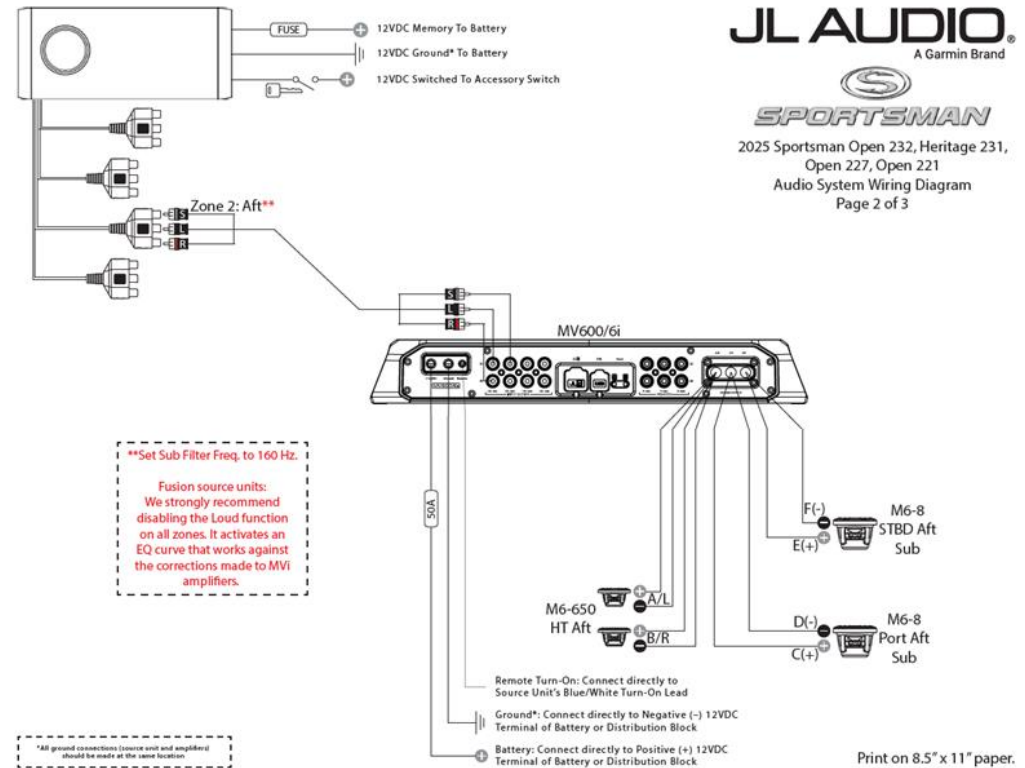 FUSE
12VDC Memory To Battery
12VDC Ground* To Battery
12VDC Switched To Accessory Switch
JL AUDIO®
A Garmin Brand
S
SPORTSMAN
2025 Sportsman Open 232, Heritage 231,
Open 227, Open 221
Audio System Wiring Diagram
Page 2 of 3
Zone 2: Aft**
S
L
R
S
L
R
MV600/6i
**Set Sub Filter Freq. to 160 Hz.
Fusion source units:
We strongly recommend
disabling the Loud function
on all zones. It activates an
EQ curve that works against
the corrections made to MVi
amplifiers.
50A
F(-)
E(+)
M6-8
STBD Aft
Sub
M6-650
HT Aft
A/L
B/R
D(-)
C(+)
M6-8
Port Aft
Sub
Remote Turn-On: Connect directly to
Source Unit's Blue/White Turn-On Lead
Ground*: Connect directly to Negative (–) 12VDC
Terminal of Battery or Distribution Block
Battery: Connect directly to Positive (+) 12VDC
Terminal of Battery or Distribution Block
*All ground connections (source unit and amplifiers)
should be made at the same location
Print on 8.5” x 11” paper.